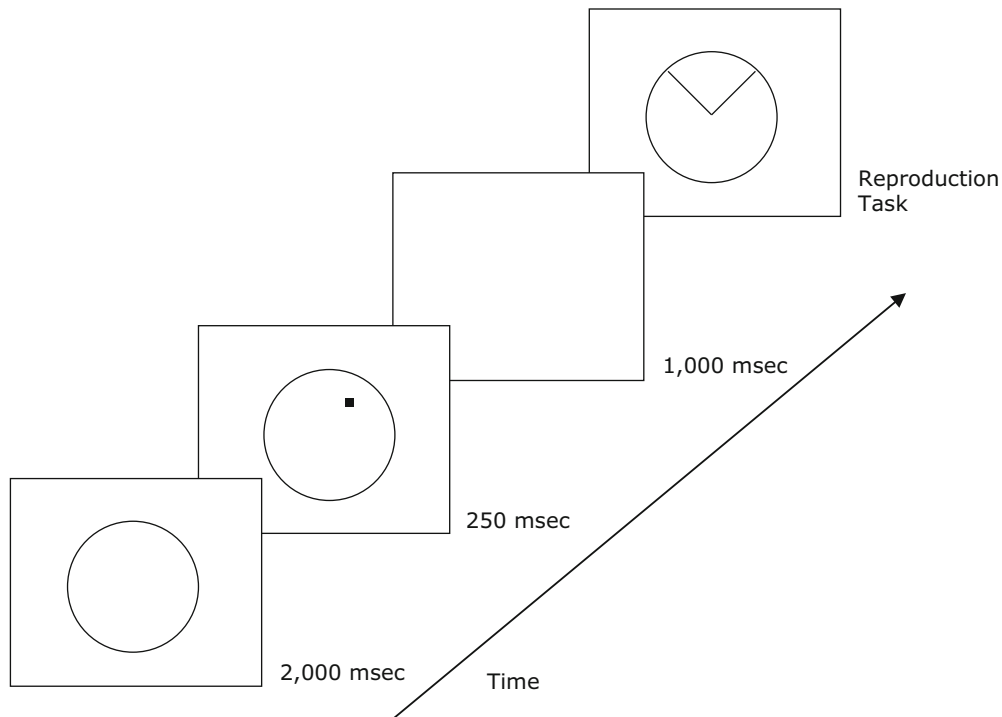 Reproduction
Task
1,000 msec
250 msec
2,000 msec
Time